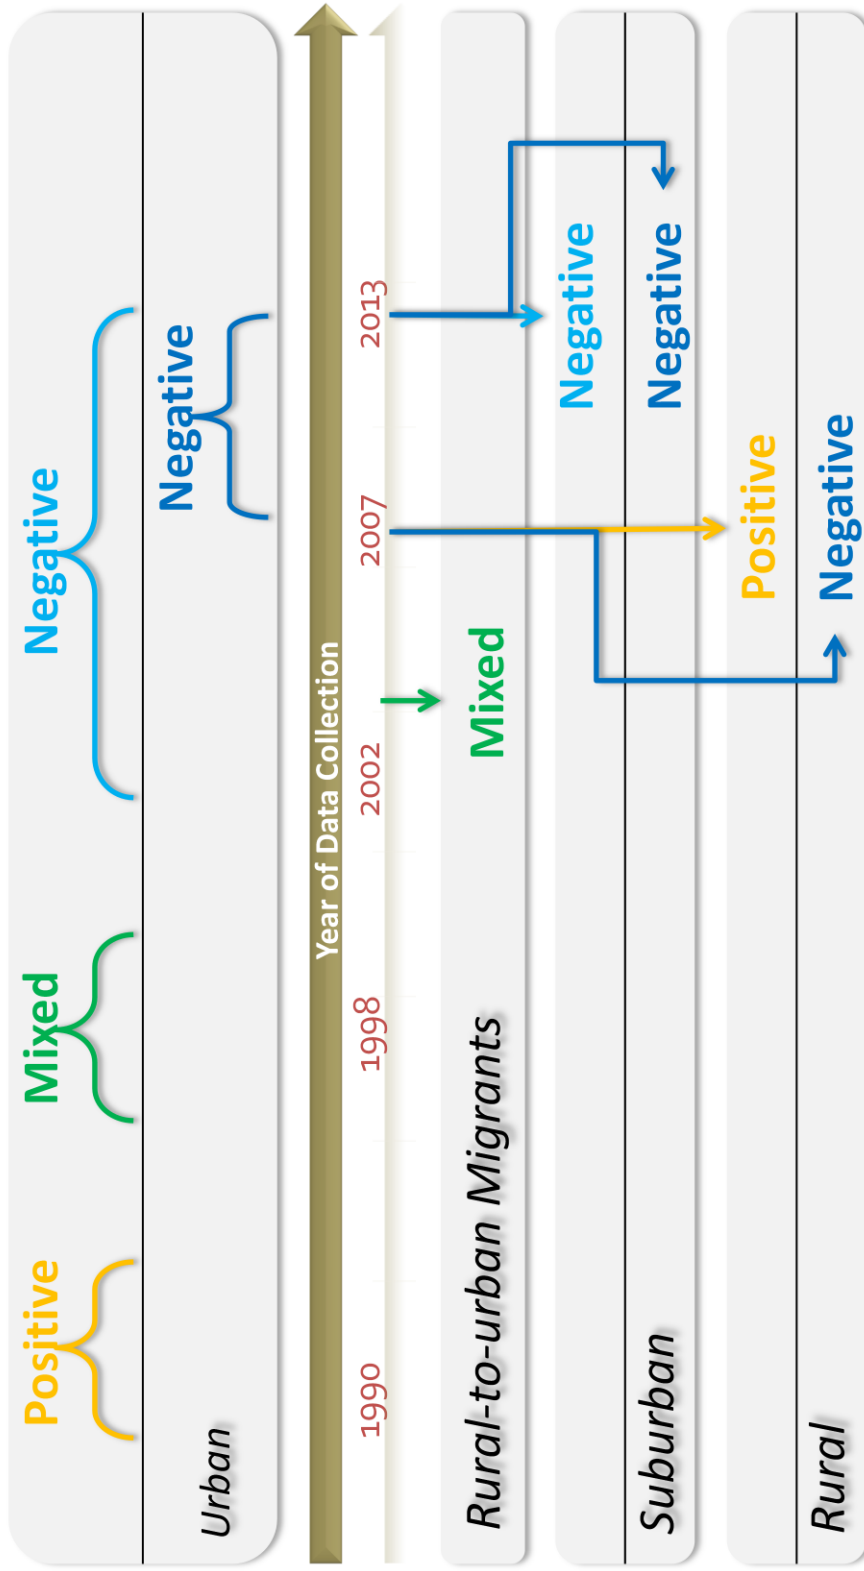 Positive
Mixed
Negative
Negative
Urban
Year of Data Collection
1990
1998
2002
2007
2013
Rural-to-urban Migrants
Mixed
Negative
Suburban
Negative
Positive
Rural
Negative